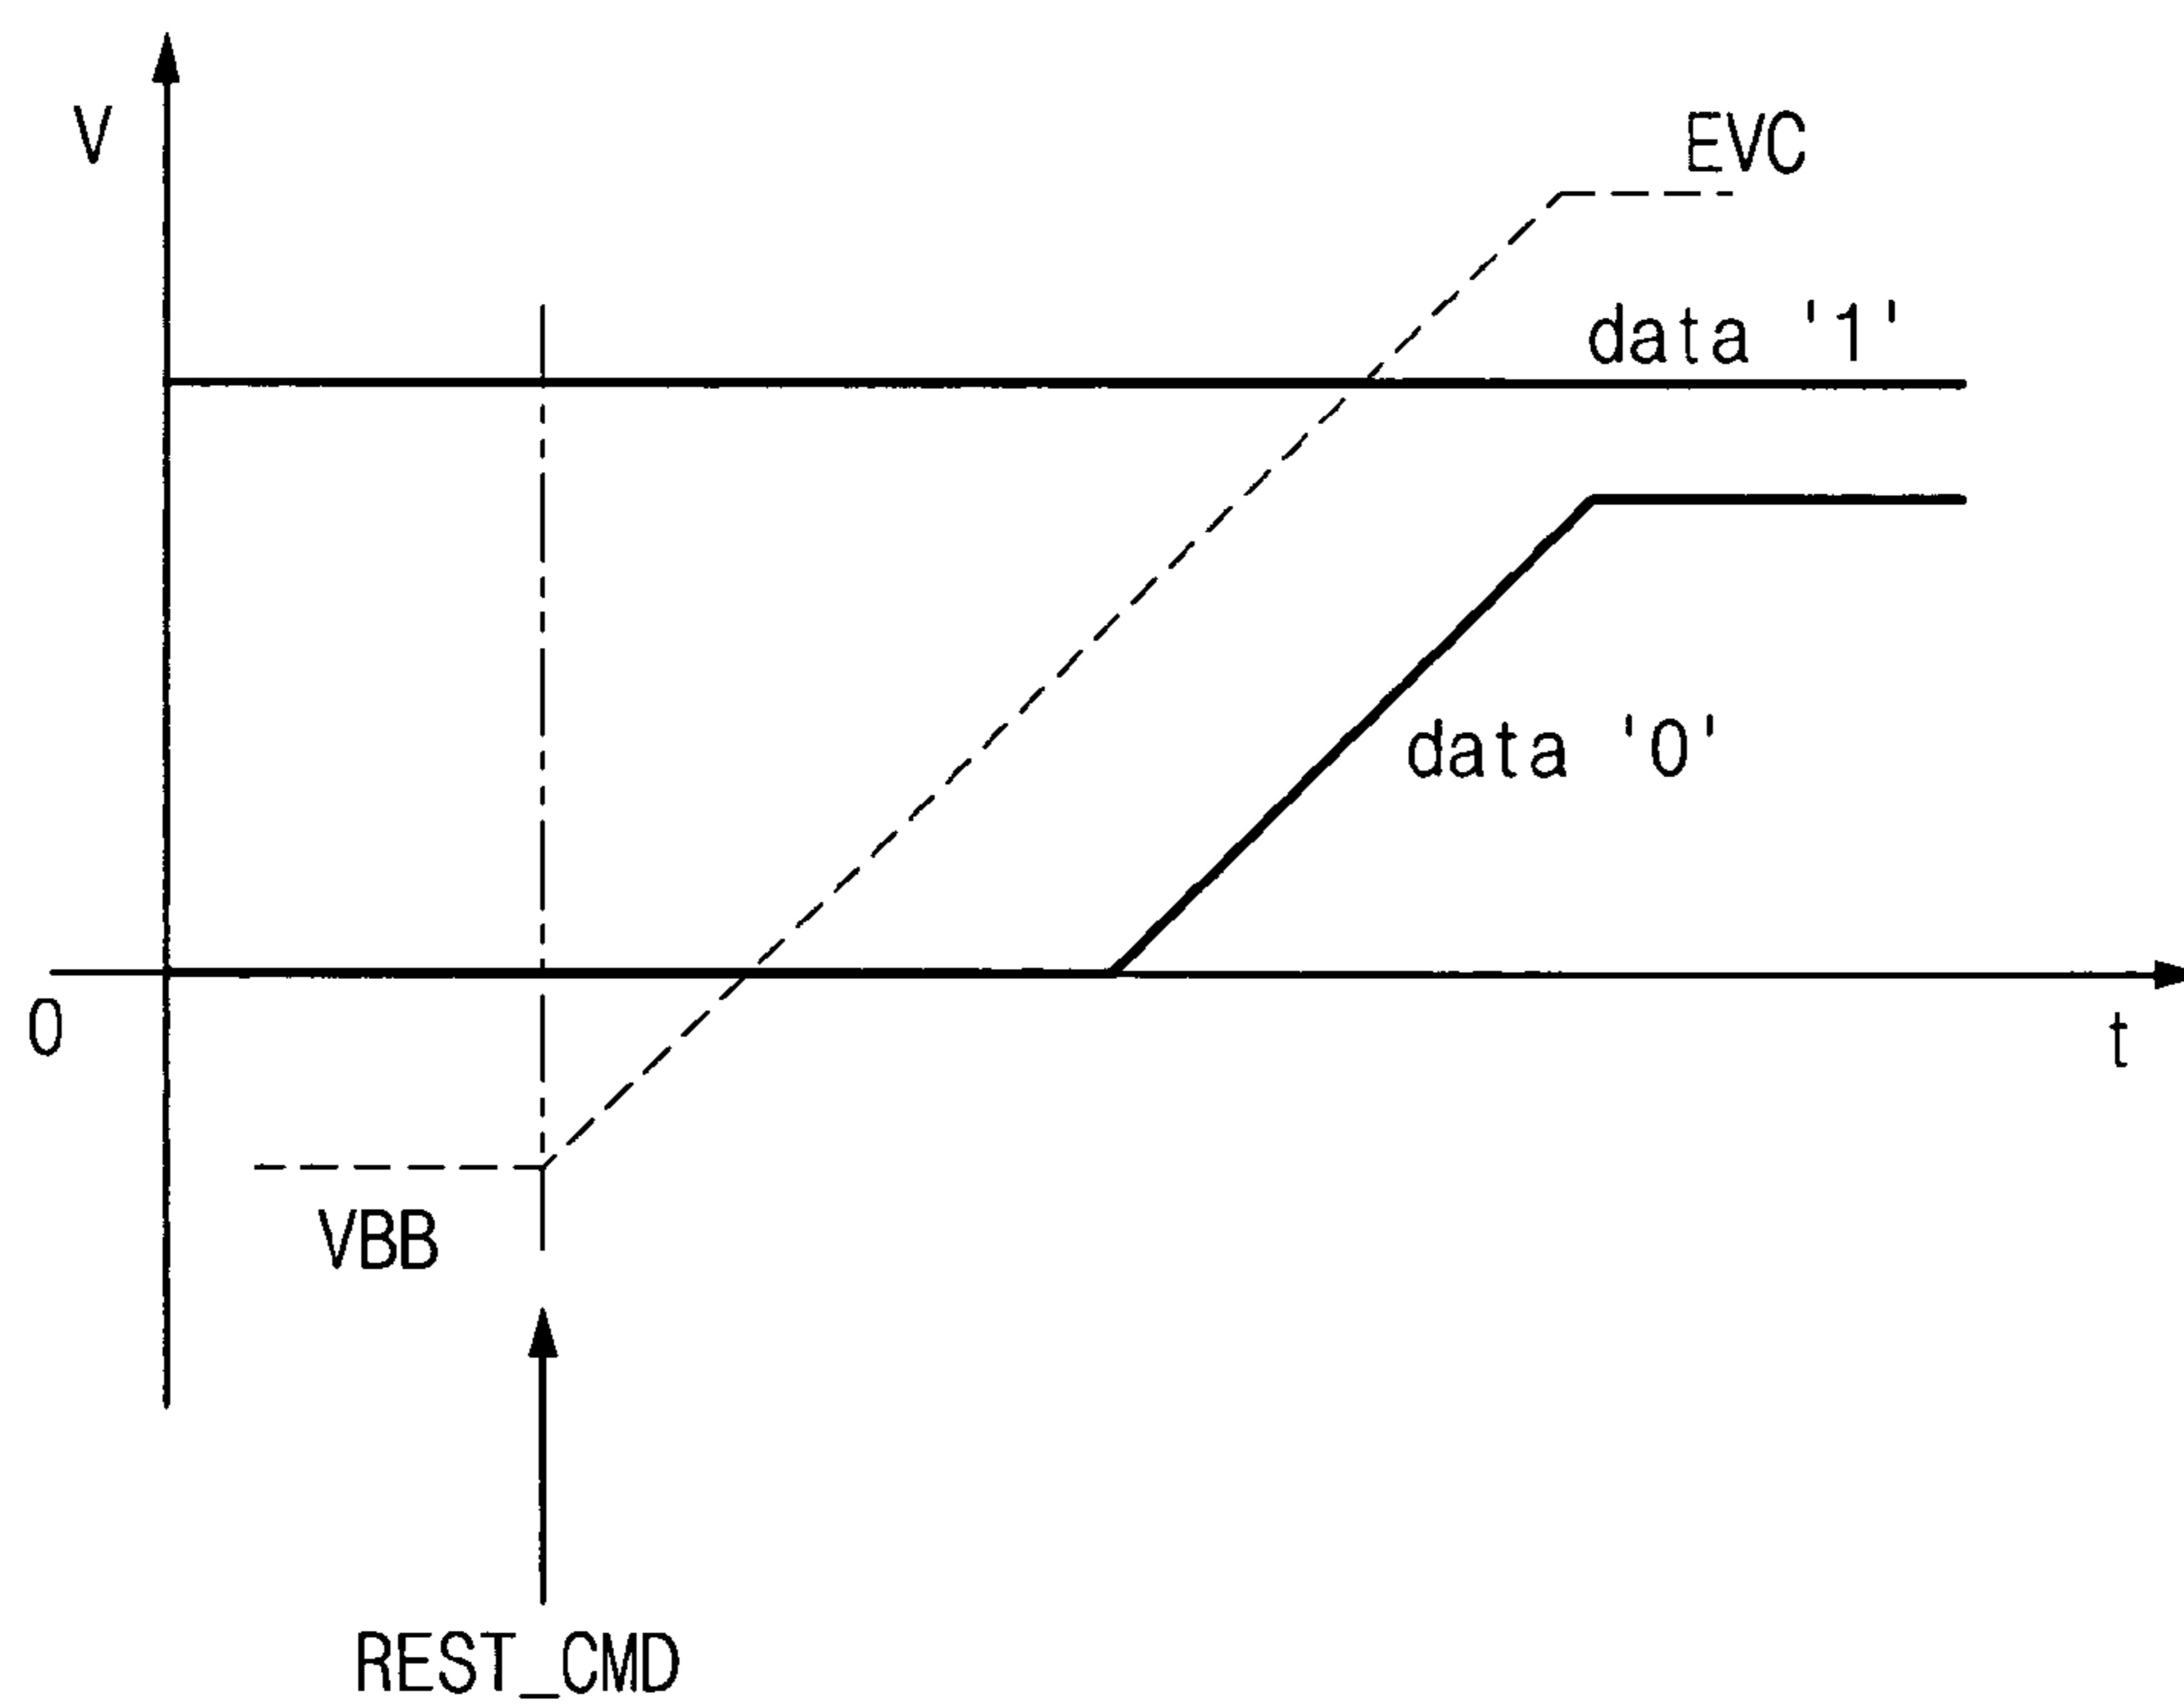 V
EVC
data '1'
data '0'
0
t
VBB
REST_CMD